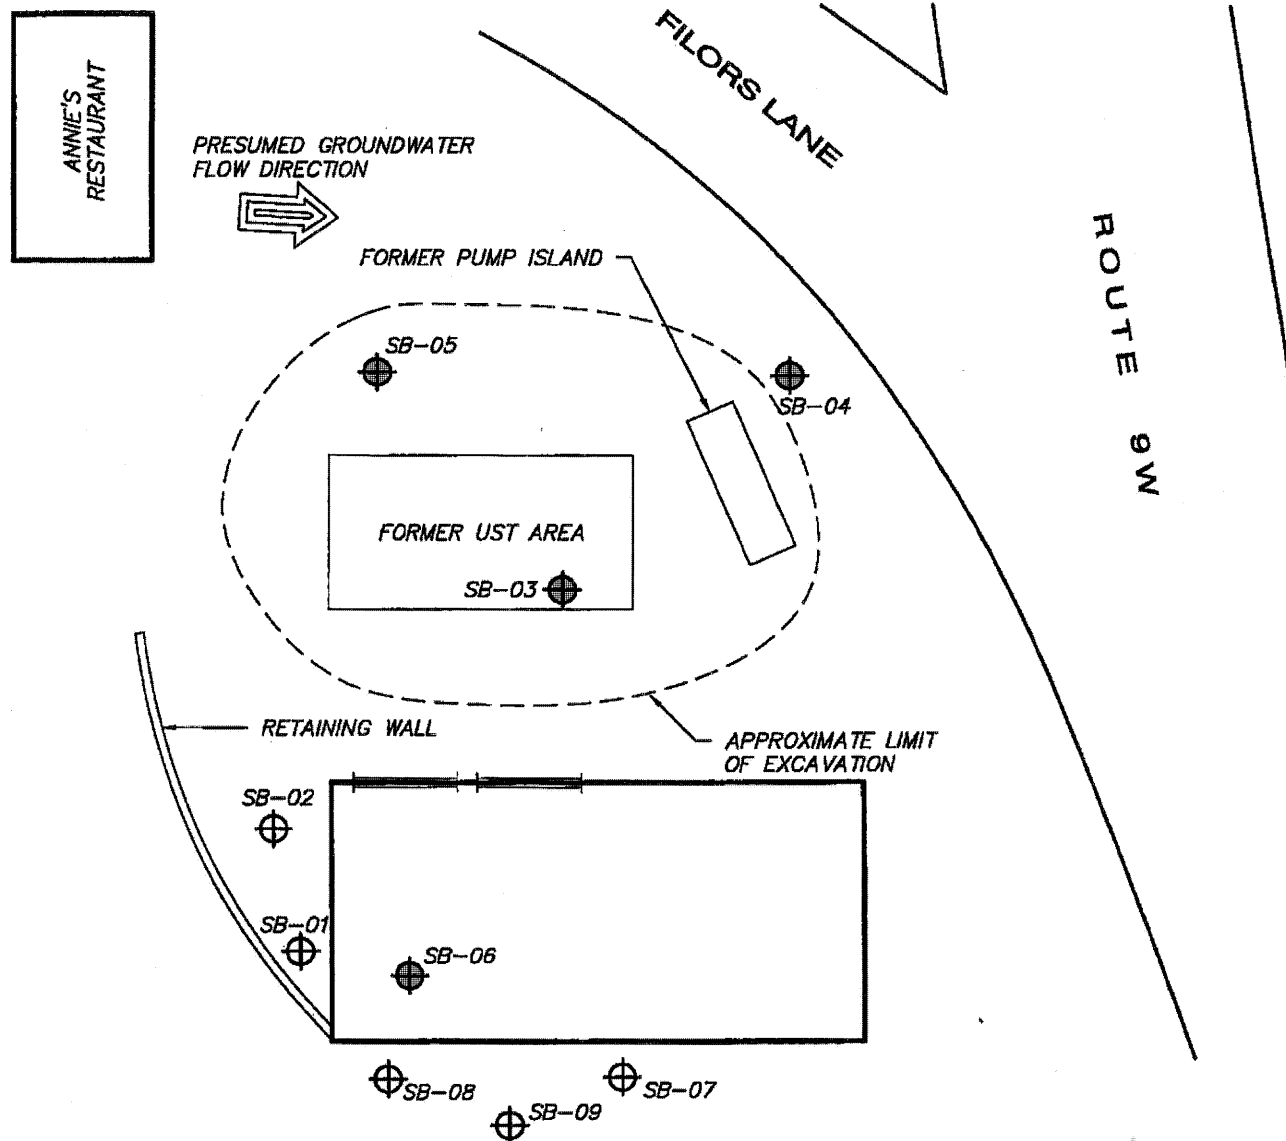 ANNIE'S
RESTAURANT
FILORS LANE
PRESUMED GROUNDWATER
FLOW DIRECTION
ROUTE 9W
FORMER PUMP ISLAND
SB-05
SB-04
FORMER UST AREA
SB-03
RETAINING WALL
APPROXIMATE LIMIT
OF EXCAVATION
SB-02
SB-01
SB-06
SB-08
SB-07
SB-09